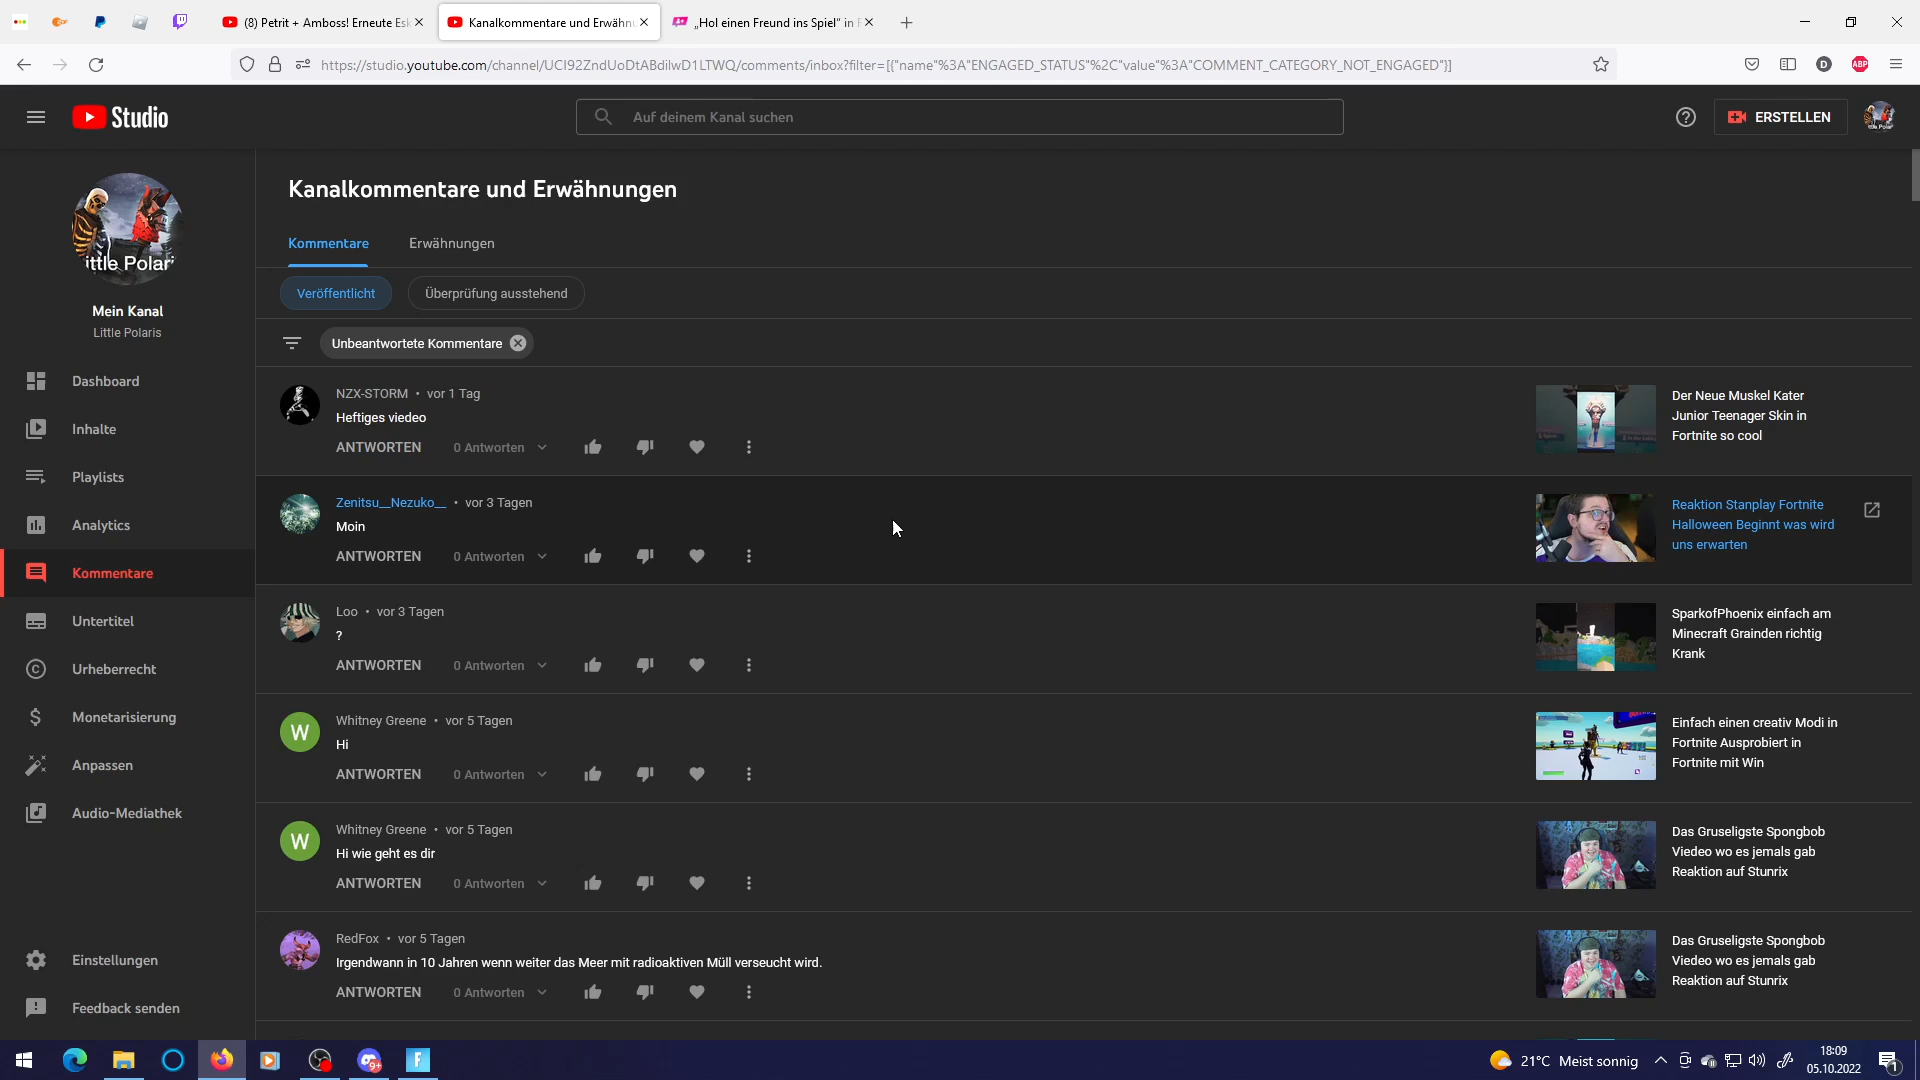 (8) Petrit + Amboss! Erneute Esk
Kanalkommentare und Erwähnu
„Hol einen Freund ins Spiel" in F
https://studio.youtube.com/channel/UCI92ZndUoDtABdilwD1LTWQ/comments/inbox?filter=[{"name"%3A"ENGAGED_STATUS"%2C"value"%3A"COMMENT_CATEGORY_NOT_ENGAGED"}]
D
ABP
Studio
Auf deinem Kanal suchen
ERSTELLEN
ittle Polari
Mein Kanal
Little Polaris
Dashboard
Inhalte
Playlists
Analytics
Kommentare
Untertitel
Urheberrecht
Monetarisierung
Anpassen
Audio-Mediathek
Einstellungen
Feedback senden
Kanalkommentare und Erwähnungen
Kommentare
Erwähnungen
Veröffentlicht
Überprüfung ausstehend
Unbeantwortete Kommentare
NZX-STORM • vor 1 Tag
Heftiges viedeo
ANTWORTEN
0 Antworten
Der Neue Muskel Kater
Junior Teenager Skin in
Fortnite so cool
Zenitsu__Nezuko__ • vor 3 Tagen
Moin
ANTWORTEN
0 Antworten
Reaktion Stanplay Fortnite
Halloween Beginnt was wird
uns erwarten
Loo • vor 3 Tagen
?
ANTWORTEN
0 Antworten
SparkofPhoenix einfach am
Minecraft Grainden richtig
Krank
W
Whitney Greene • vor 5 Tagen
Hi
ANTWORTEN
0 Antworten
Einfach einen creativ Modi in
Fortnite Ausprobiert in
Fortnite mit Win
W
Whitney Greene • vor 5 Tagen
Hi wie geht es dir
ANTWORTEN
0 Antworten
Das Gruseligste Spongbob
Viedeo wo es jemals gab
Reaktion auf Stunrix
RedFox • vor 5 Tagen
Irgendwann in 10 Jahren wenn weiter das Meer mit radioaktiven Müll verseucht wird.
ANTWORTEN
0 Antworten
Das Gruseligste Spongbob
Viedeo wo es jemals gab
Reaktion auf Stunrix
9+
F
21°C Meist sonnig
18:09
05.10.2022
1